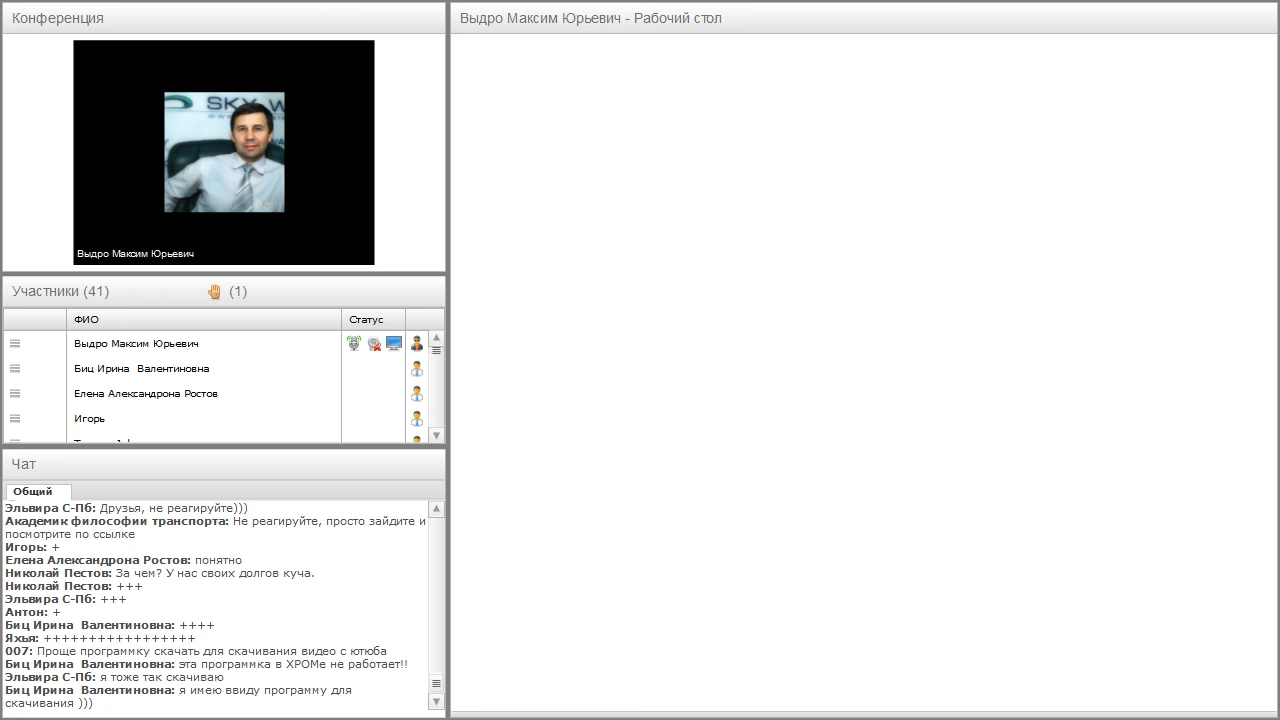 Конференция
SKY W
www.
Выдро Максим Юрьевич
Участники (41)
(1)
ФИО
Статус
Выдро Максим Юрьевич
Биц Ирина Валентиновна
Елена Александрона Ростов
Игорь
Чат
Общий
Эльвира С-Пб: Друзья, не реагируйте)))
Академик философии транспорта: Не реагируйте, просто зайдите и
посмотрите по ссылке
Игорь: +
Елена Александрона Ростов: понятно
Николай Пестов: За чем? У нас своих долгов куча.
Николай Пестов: +++
Эльвира С-Пб: +++
Антон: +
Биц Ирина Валентиновна: ++++
Яхья: +++++++++++++++++
007: Проще программку скачать для скачивания видео с ютюба
Биц Ирина Валентиновна: эта программка в ХРОМе не работает!!
Эльвира С-Пб: я тоже так скачиваю
Биц Ирина Валентиновна: я имею ввиду программу для
скачивания )))
Выдро Максим Юрьевич - Рабочий стол